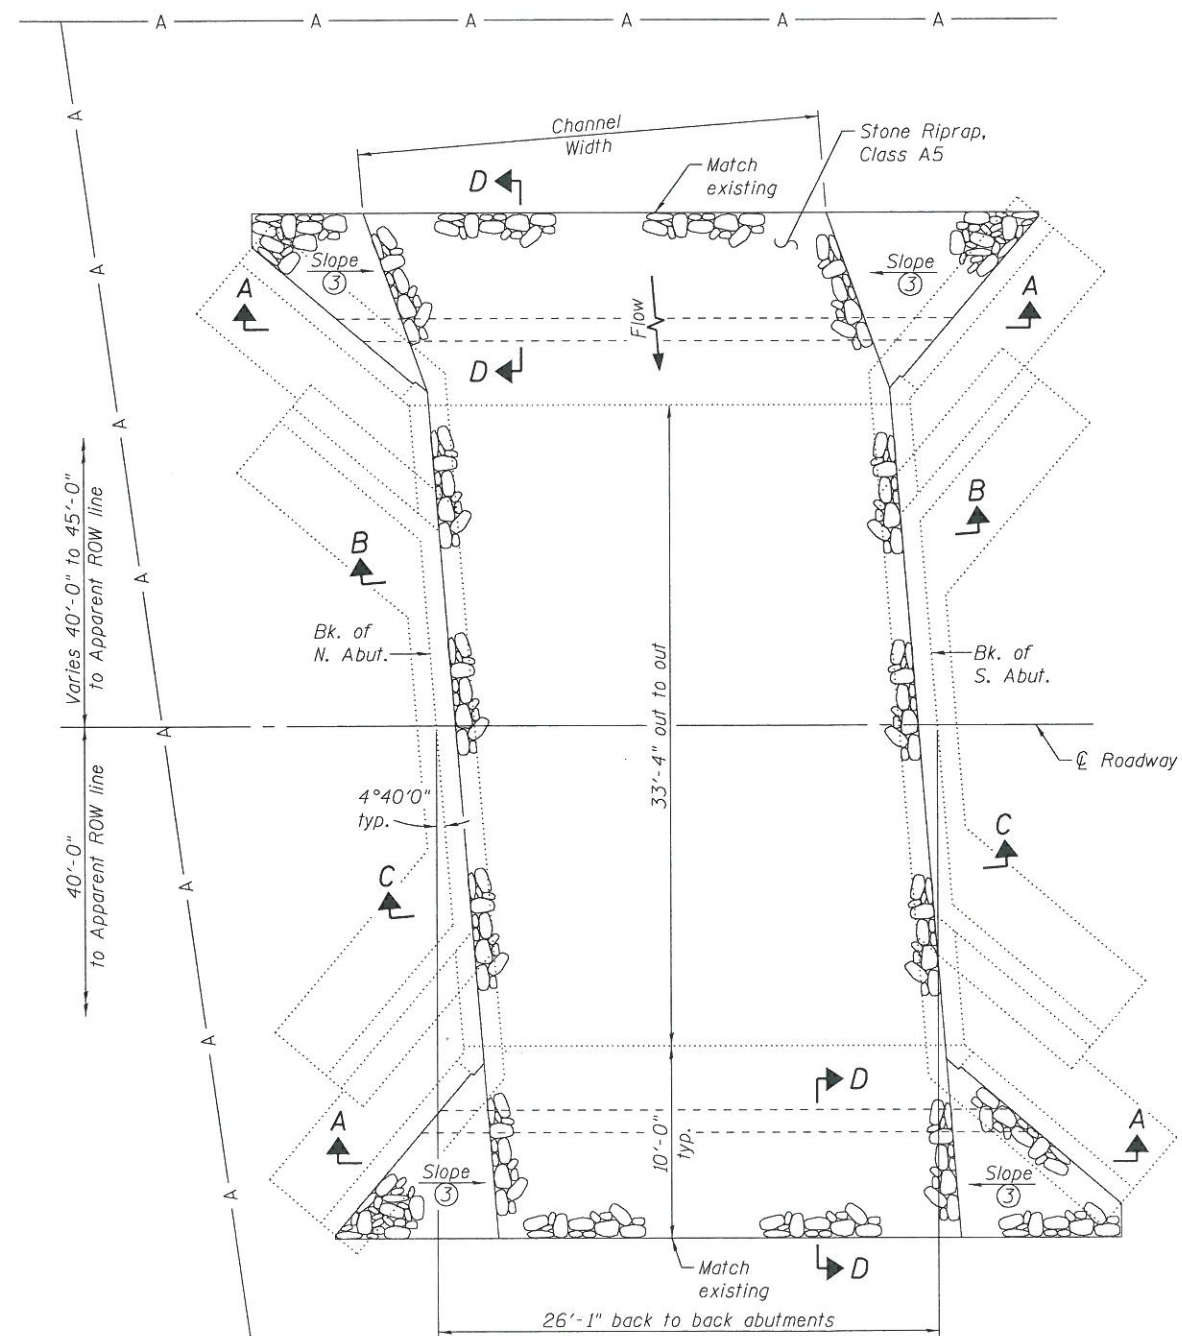 A A A A A A
A
Channel
Width
Stone Riprap,
Class A5
Match
existing
D
Slope
3
Slope
3
A
A
A
Flow
D
A
Varies 40'-0" to 45'-0"
to Apparent ROW line
B
B
A
Bk. of
N. Abut.
33'-4" out to out
Bk. of
S. Abut.
A
℄ Roadway
4°40'0"
typ.
40'-0"
to Apparent ROW line
C
C
A
A
D
A
A
10'-0"
typ.
Slope
3
Slope
3
A
D
Match
existing
26'-1" back to back abutments